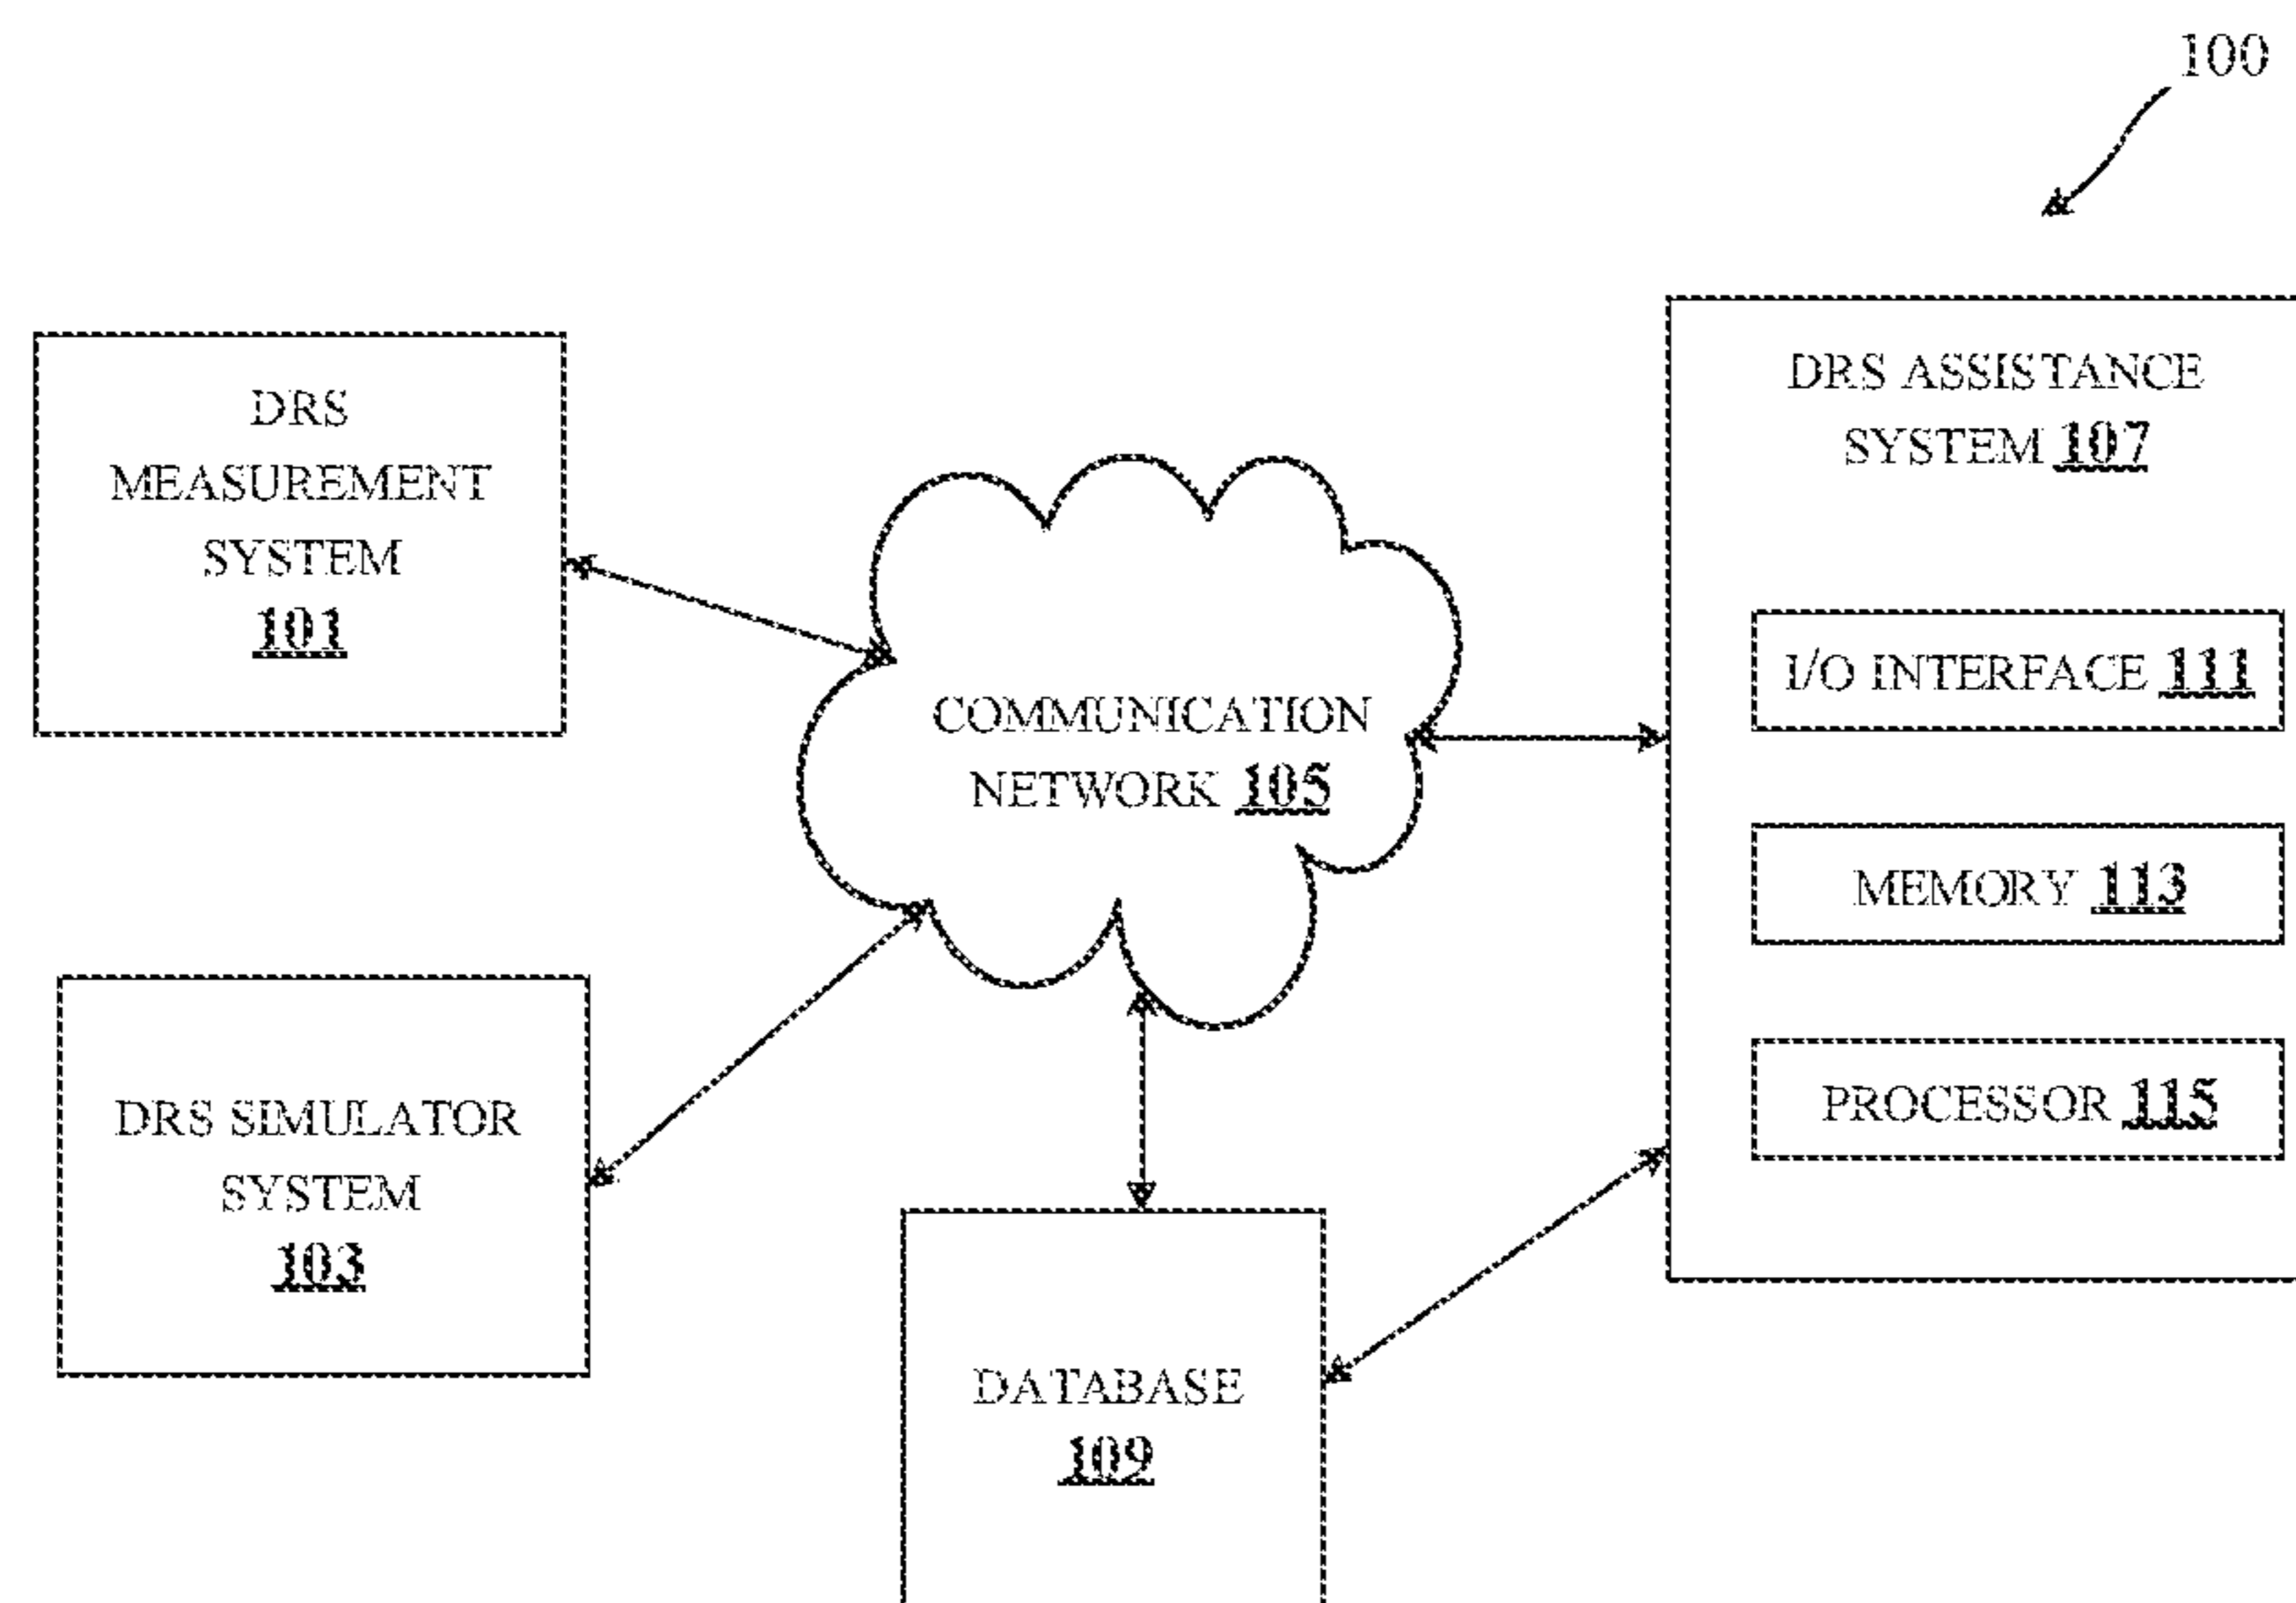 100
DRS
MEASUREMENT
SYSTEM
101
DRS SIMULATOR
SYSTEM
103
COMMUNICATION
NETWORK 105
DATABASE
109
DRS ASSISTANCE
SYSTEM 107
I/O INTERFACE 111
MEMORY 113
PROCESSOR 115